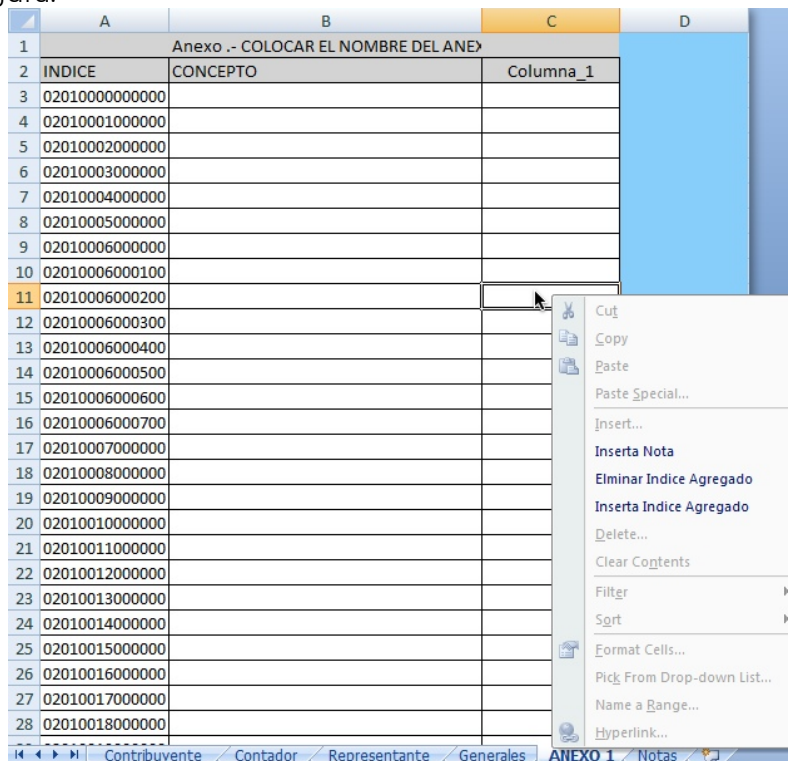 A B C D
1 Anexo .- COLOCAR EL NOMBRE DEL ANEX
2 INDICE CONCEPTO Columna_1
3 02010000000000
4 02010001000000
5 02010002000000
6 02010003000000
7 02010004000000
8 02010005000000
9 02010006000000
10 02010006000100
11 02010006000200
12 02010006000300
13 02010006000400
14 02010006000500
15 02010006000600
16 02010006000700
17 02010007000000
18 02010008000000
19 02010009000000
20 02010010000000
21 02010011000000
22 02010012000000
23 02010013000000
24 02010014000000
25 02010015000000
26 02010016000000
27 02010017000000
28 02010018000000
Cut
Copy
Paste
Paste Special...
Insert...
Inserta Nota
Elminar Indice Agregado
Inserta Indice Agregado
Delete...
Clear Contents
Filter
Sort
Format Cells...
Pick From Drop-down List...
Name a Range...
Hyperlink...
Contribuyente Contador Representante Generales ANEXO 1 Notas